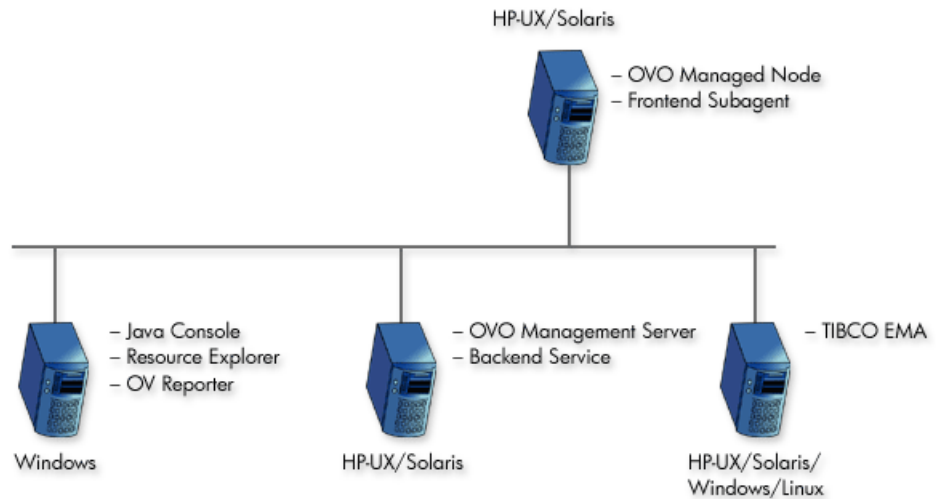 HP-UX/Solaris
– OVO Managed Node
– Frontend Subagent
– Java Console
– Resource Explorer
– OV Reporter
Windows
– OVO Management Server
– Backend Service
HP-UX/Solaris
– TIBCO EMA
HP-UX/Solaris/
Windows/Linux